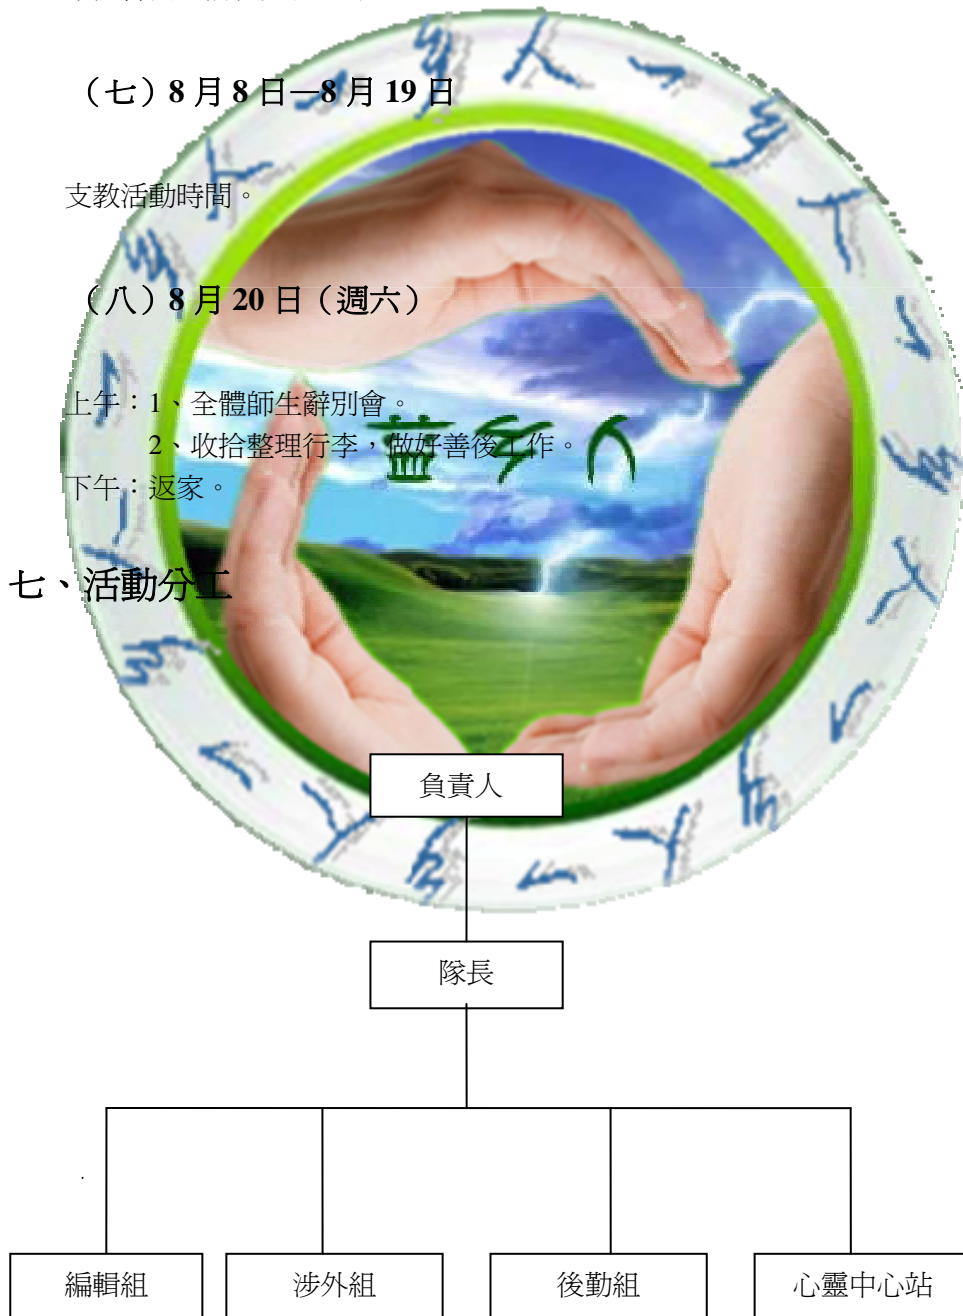 （七）8 月 8 日—8 月 19 日
支教活動時間。
（八）8 月 20 日（週六）
上午：1、全體師生辭別會。
2、收拾整理行李，做好善後工作。
下午：返家。
七、活動分工
負責人
隊長
編輯組
涉外組
後勤組
心靈中心站